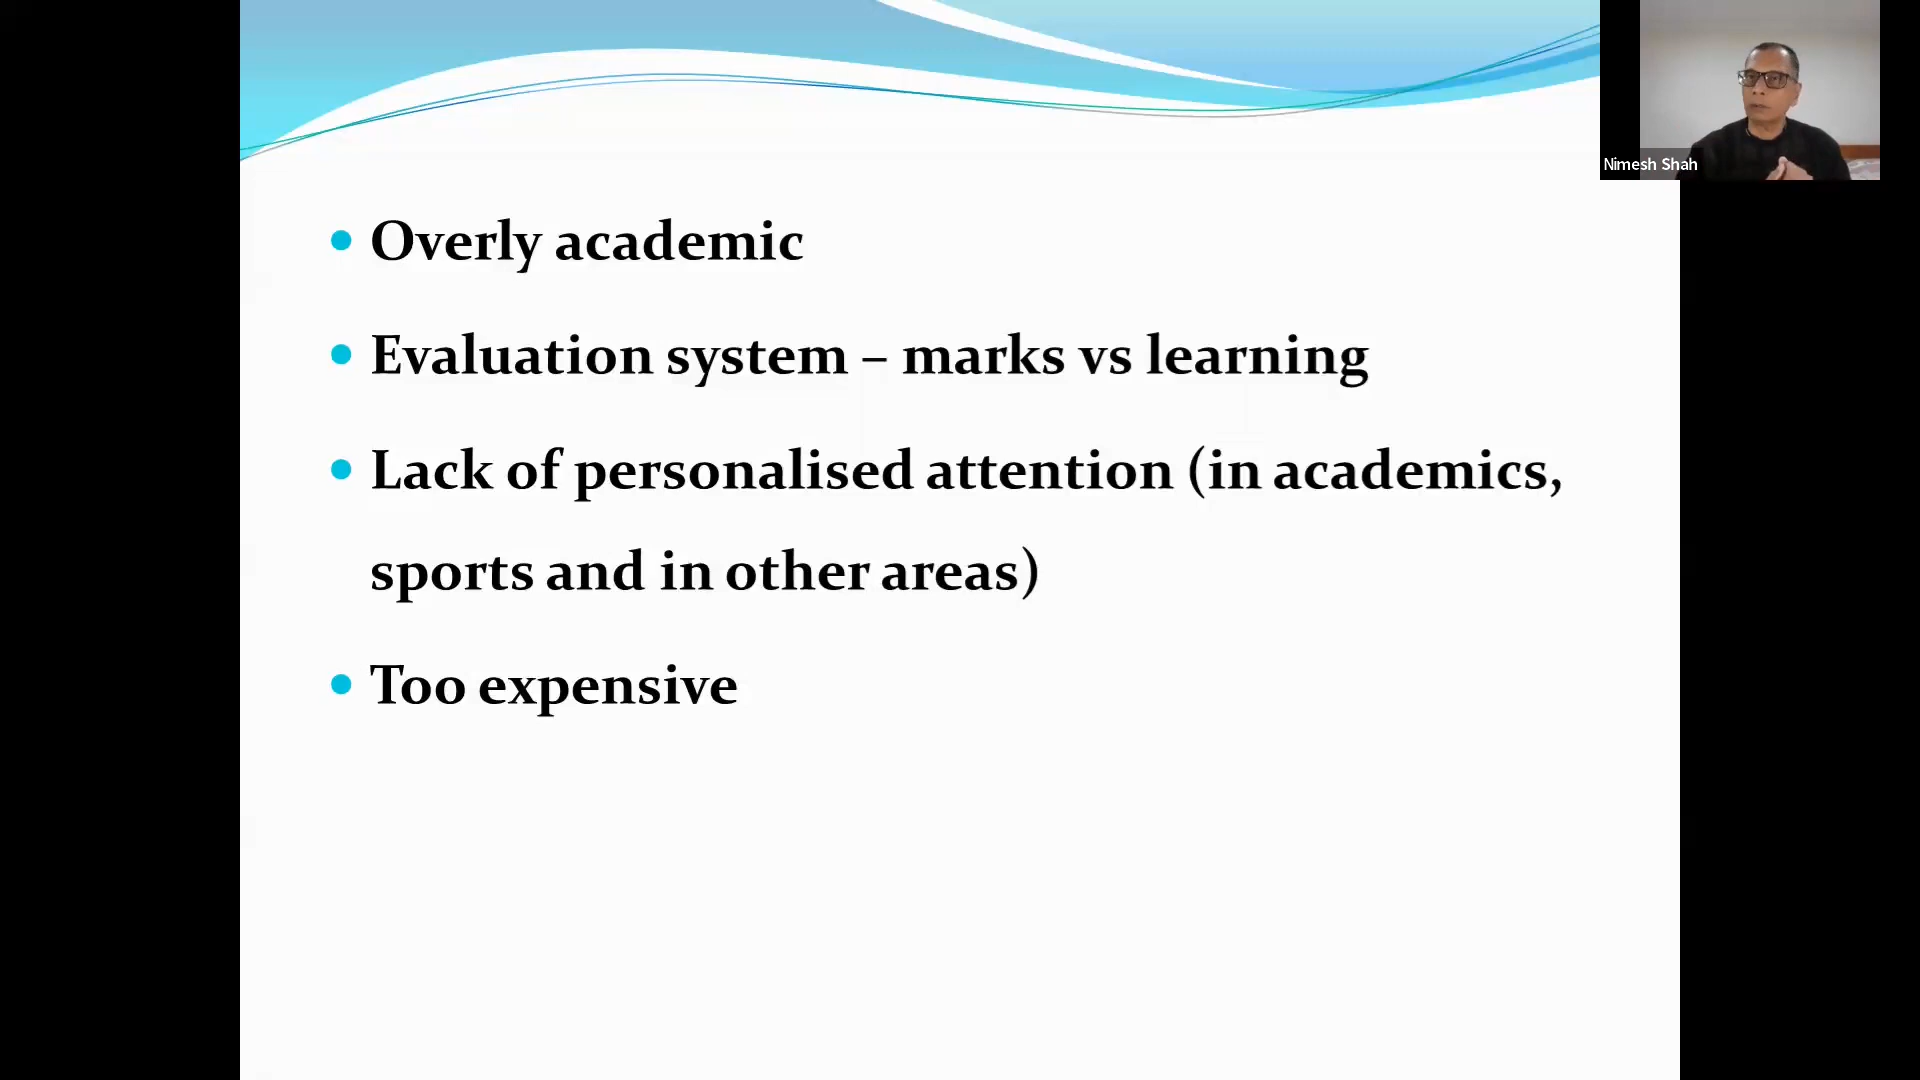 Nimesh Shah
• Overly academic
• Evaluation system – marks vs learning
• Lack of personalised attention (in academics,
sports and in other areas)
• Too expensive